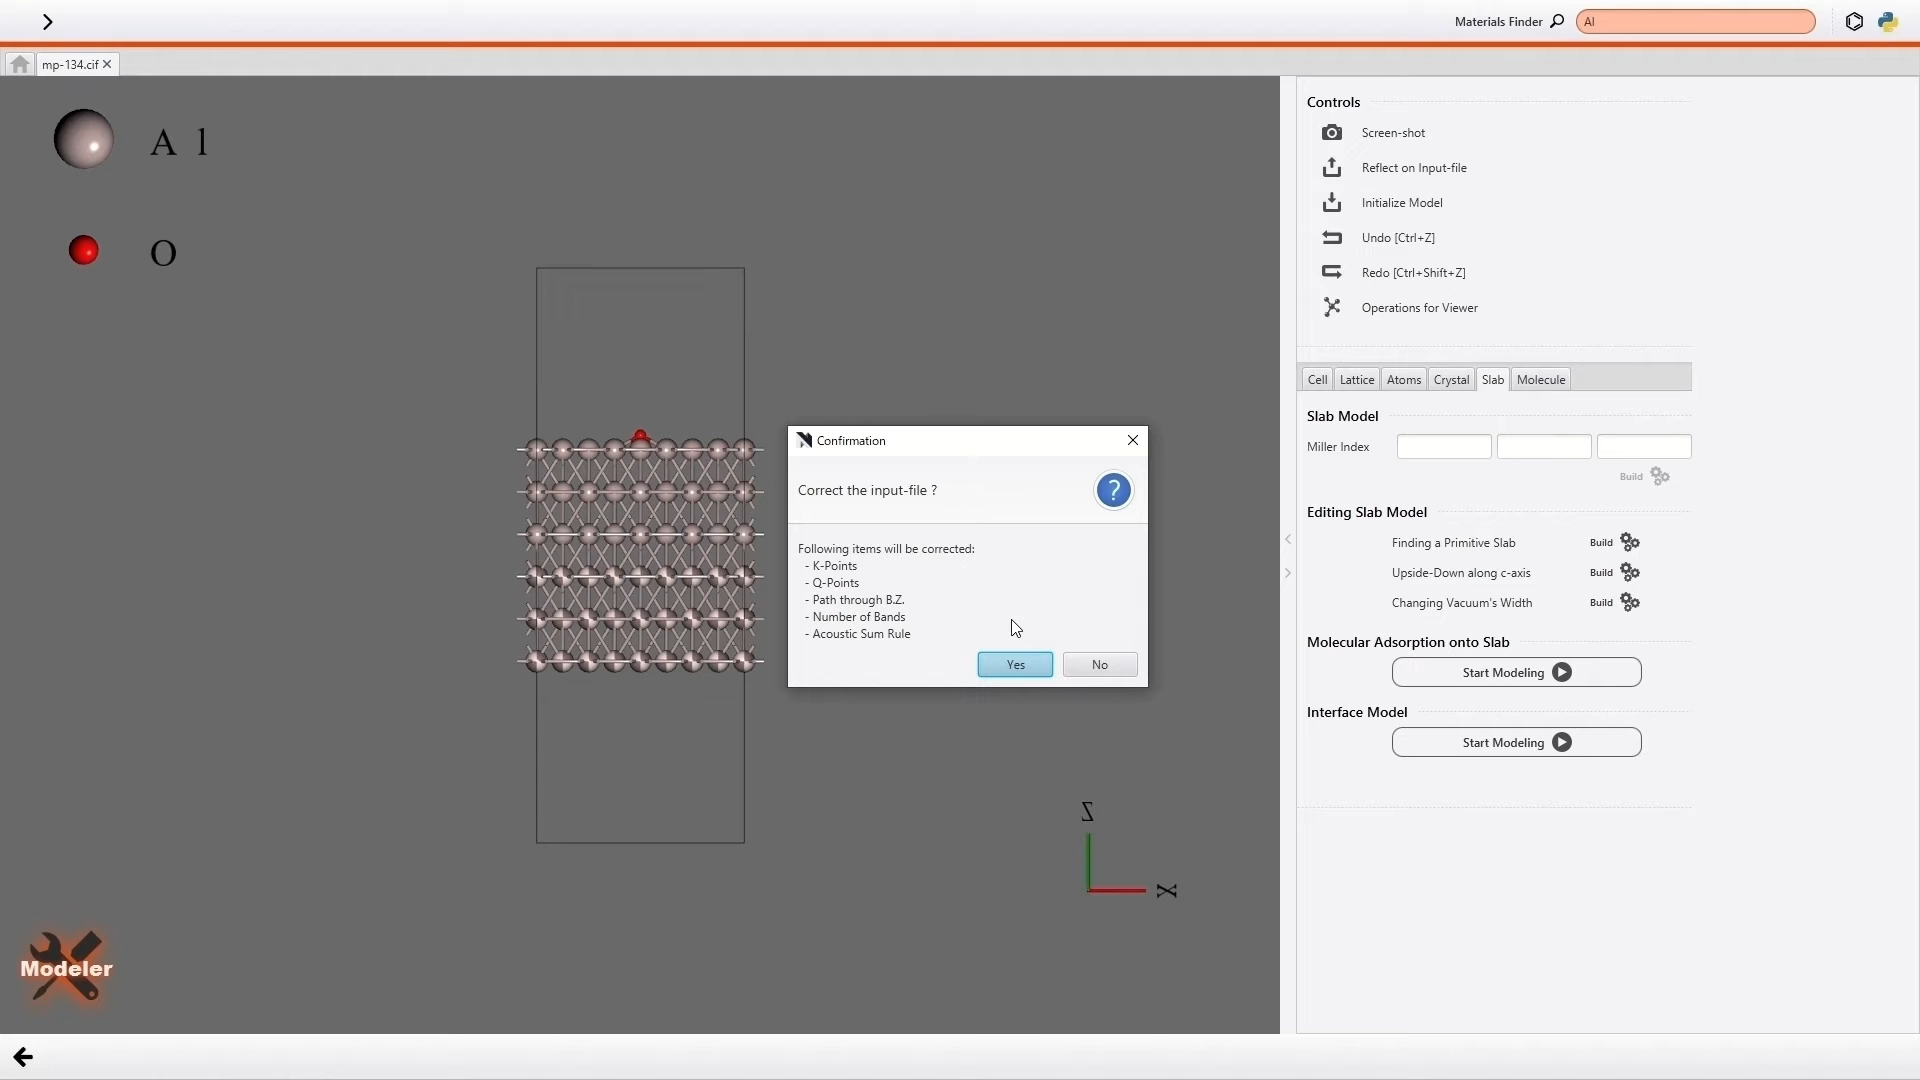 Materials Finder
Al
mp-134.cif
Al
O
Z
X
Modeler
Confirmation
Correct the input-file ?
Following items will be corrected:
- K-Points
- Q-Points
- Path through B.Z.
- Number of Bands
- Acoustic Sum Rule
Yes
No
Controls
Screen-shot
Reflect on Input-file
Initialize Model
Undo [Ctrl+Z]
Redo [Ctrl+Shift+Z]
Operations for Viewer
Cell Lattice Atoms Crystal Slab Molecule
Slab Model
Miller Index
Build
Editing Slab Model
Finding a Primitive Slab Build
Upside-Down along c-axis Build
Changing Vacuum's Width Build
Molecular Adsorption onto Slab
Start Modeling
Interface Model
Start Modeling